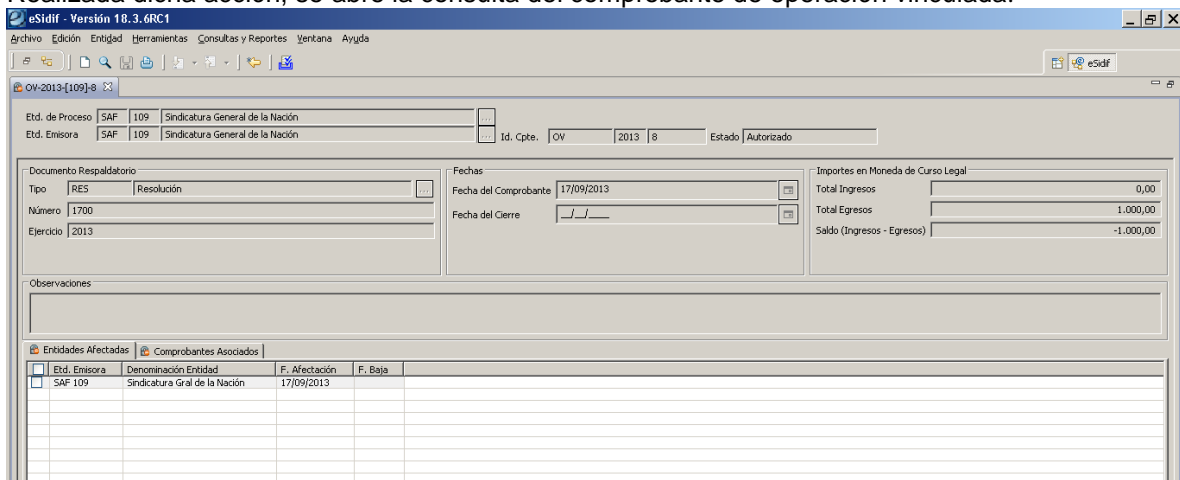 Realizada dicha acción, se abre la consulta del comprobante de operación vinculada.
eSidif - Versión 18.3.6RC1
Archivo Edición Entidad Herramientas Consultas y Reportes Ventana Ayuda
eSidif
OV-2013-[109]-8
Etd. de Proceso SAF 109 Sindicatura General de la Nación ...
Etd. Emisora SAF 109 Sindicatura General de la Nación ... Id. Cpte. OV 2013 8 Estado Autorizado
Documento Respaldatorio Fechas Importes en Moneda de Curso Legal
Tipo RES Resolución ... Fecha del Comprobante 17/09/2013 Total Ingresos 0,00
Número 1700 Fecha del Cierre __/__/____ Total Egresos 1.000,00
Ejercicio 2013 Saldo (Ingresos - Egresos) -1.000,00
Observaciones
Entidades Afectadas Comprobantes Asociados
Etd. Emisora Denominación Entidad F. Afectación F. Baja
SAF 109 Sindicatura Gral de la Nación 17/09/2013